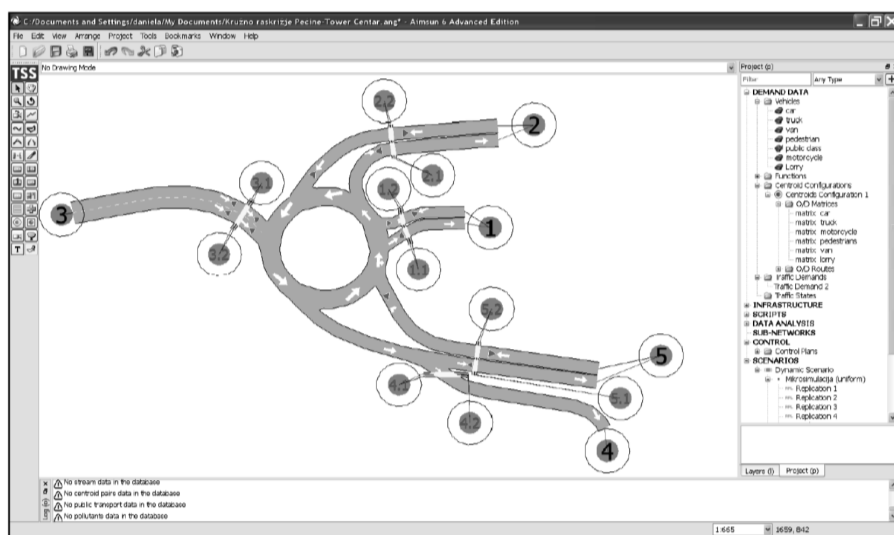 C:/Documents and Settings/daniela/My Documents/Kružno raskrižje Pecine-Tower Centar.ang* - Aimsun 6 Advanced Edition
File Edit View Arrange Project Tools Bookmarks Window Help
TSS
No Drawing Mode
2.2
2
2.1
3.1
1.2
3
1
3.2
1.1
5.2
5
4.1
5.1
4.2
4
Project (p)
Filter
Any Type
DEMAND DATA
Vehicles
car
truck
van
pedestrian
public class
motorcycle
Lorry
Functions
Centroid Configurations
Centroids Configuration 1
O/D Matrices
matrix car
matrix truck
matrix motorcycle
matrix pedestrians
matrix van
matrix lorry
O/D Routes
Traffic Demands
Traffic Demand 2
Traffic States
INFRASTRUCTURE
SCRIPTS
DATA ANALYSIS
SUB-NETWORKS
CONTROL
Control Plans
SCENARIOS
Dynamic Scenario
Mikrosimulacija (uniform)
Replication 1
Replication 2
Replication 3
Replication 4
Layers (l) Project (p)
Log (o)
No stream data in the database
No centroid pairs data in the database
No public transport data in the database
No pollutants data in the database
1:665
1659, 842